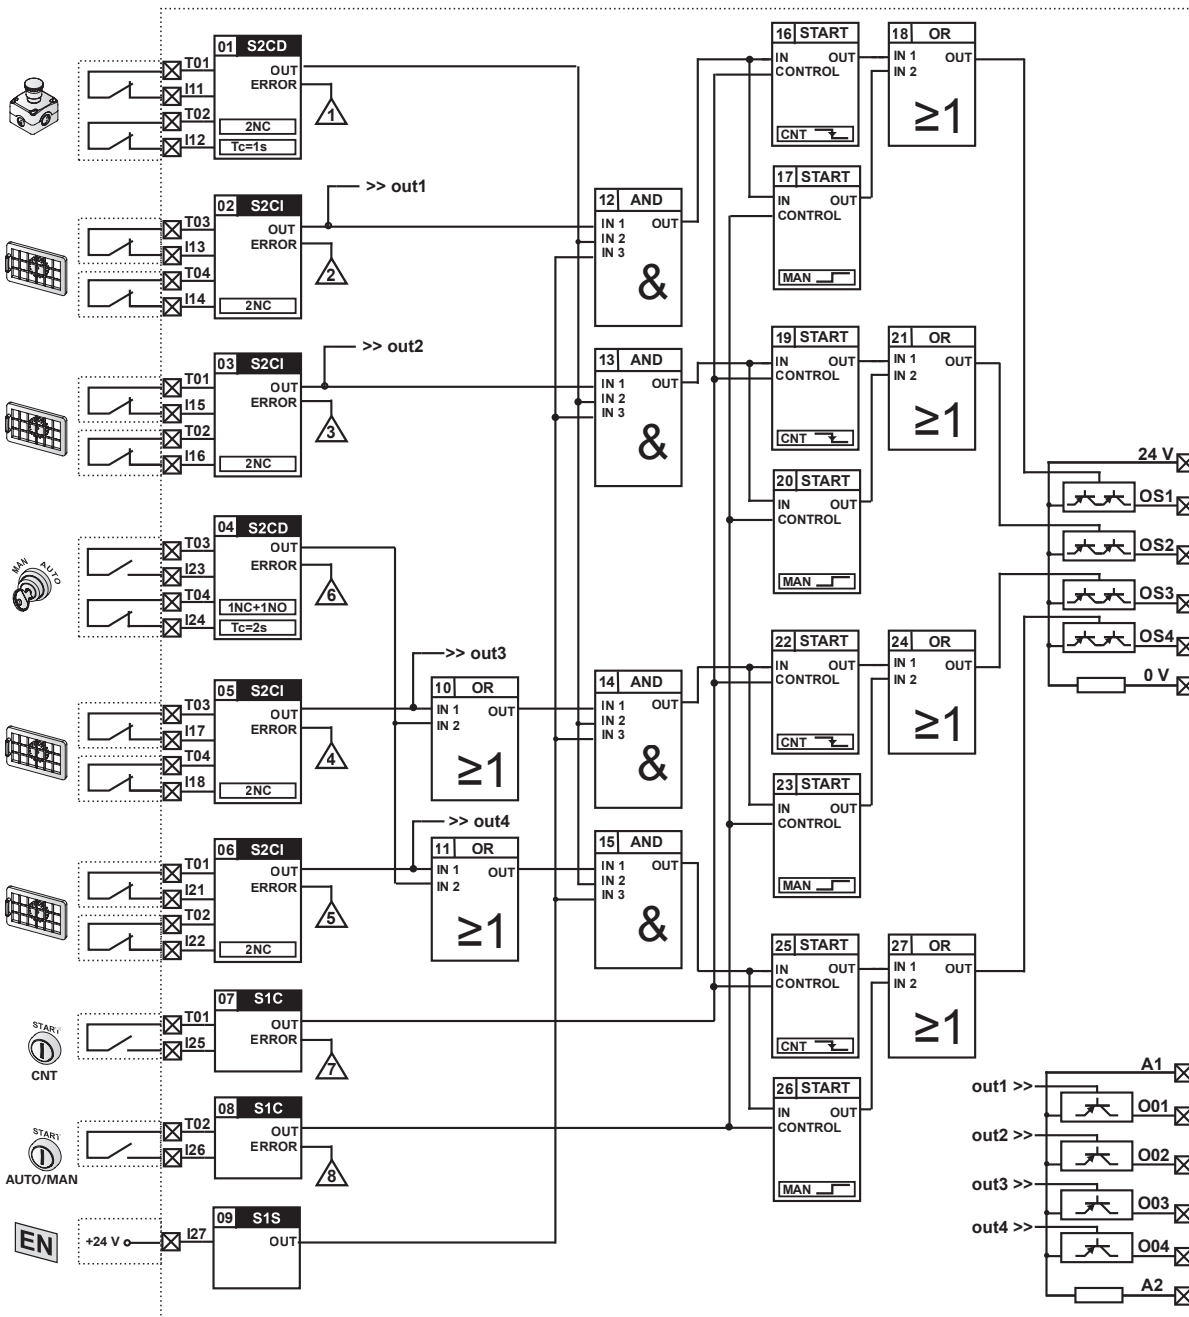 01 S2CD
T01
I11
T02
I12
OUT
ERROR
1
2NC
Tc=1s
02 S2CI
T03
I13
T04
I14
OUT
ERROR
2
2NC
>> out1
03 S2CI
T01
I15
T02
I16
OUT
ERROR
3
2NC
>> out2
MAN AUTO
04 S2CD
T03
I23
T04
I24
OUT
ERROR
6
1NC+1NO
Tc=2s
05 S2CI
T03
I17
T04
I18
OUT
ERROR
4
2NC
>> out3
06 S2CI
T01
I21
T02
I22
OUT
ERROR
5
2NC
>> out4
START
CNT
07 S1C
T01
I25
OUT
ERROR
7
START
AUTO/MAN
08 S1C
T02
I26
OUT
ERROR
8
EN
+24 V
I27
09 S1S
OUT
10 OR
IN 1 OUT
IN 2
≥1
11 OR
IN 1 OUT
IN 2
≥1
12 AND
IN 1 OUT
IN 2
IN 3
&
13 AND
IN 1 OUT
IN 2
IN 3
&
14 AND
IN 1 OUT
IN 2
IN 3
&
15 AND
IN 1 OUT
IN 2
IN 3
&
16 START
IN OUT
CONTROL
CNT
17 START
IN OUT
CONTROL
MAN
18 OR
IN 1 OUT
IN 2
≥1
19 START
IN OUT
CONTROL
CNT
20 START
IN OUT
CONTROL
MAN
21 OR
IN 1 OUT
IN 2
≥1
22 START
IN OUT
CONTROL
CNT
23 START
IN OUT
CONTROL
MAN
24 OR
IN 1 OUT
IN 2
≥1
25 START
IN OUT
CONTROL
CNT
26 START
IN OUT
CONTROL
MAN
27 OR
IN 1 OUT
IN 2
≥1
24 V
OS1
OS2
OS3
OS4
0 V
A1
out1 >>
O01
out2 >>
O02
out3 >>
O03
out4 >>
O04
A2